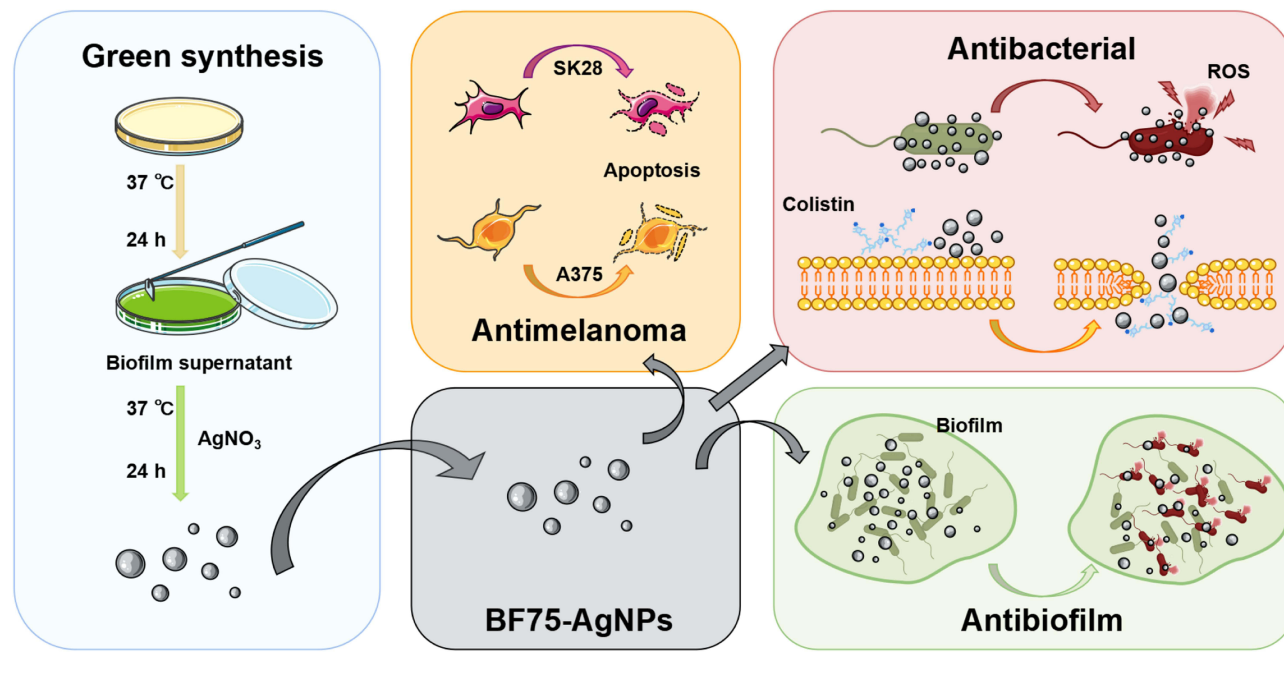 Green synthesis
37 °C
24 h
Biofilm supernatant
37 °C
AgNO₃
24 h
SK28
Apoptosis
A375
Antimelanoma
Antibacterial
ROS
Colistin
BF75-AgNPs
Biofilm
Antibiofilm